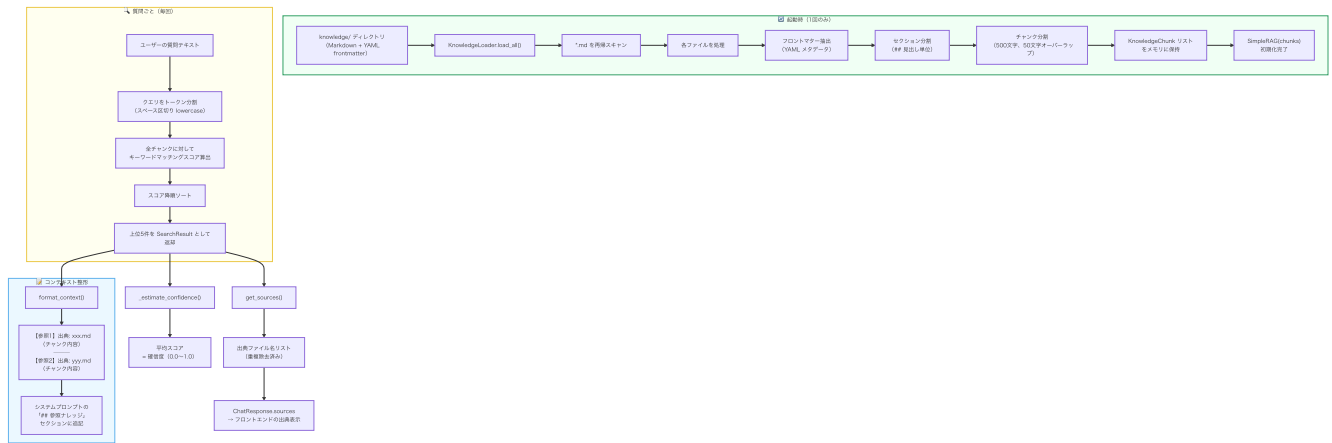 🔍 質問ごと（毎回）
ユーザーの質問テキスト
クエリをトークン分割
（スペース区切り lowercase）
全チャンクに対して
キーワードマッチングスコア算出
スコア降順ソート
上位5件を SearchResult として
返却
🔄 起動時（1回のみ）
knowledge/ ディレクトリ
（Markdown + YAML
frontmatter）
KnowledgeLoader.load_all()
*.md を再帰スキャン
各ファイルを処理
フロントマター抽出
（YAML メタデータ）
セクション分割
（## 見出し単位）
チャンク分割
（500文字、50文字オーバーラッ
プ）
KnowledgeChunk リスト
をメモリに保持
SimpleRAG(chunks)
初期化完了
📝 コンテキスト整形
format_context()
【参照1】出典: xxx.md
（チャンク内容）
———
【参照2】出典: yyy.md
（チャンク内容）
システムプロンプトの
「## 参照ナレッジ」
セクションに追記
_estimate_confidence()
平均スコア
= 確信度（0.0〜1.0）
get_sources()
出典ファイル名リスト
（重複除去済み）
ChatResponse.sources
→ フロントエンドの出典表示